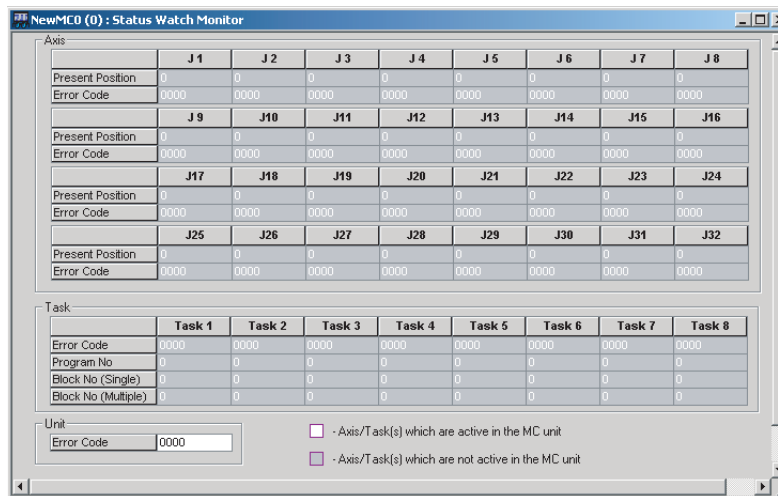 NewMC0 (0) : Status Watch Monitor
Axis
J 1 J 2 J 3 J 4 J 5 J 6 J 7 J 8
Present Position 0 0 0 0 0 0 0 0
Error Code 0000 0000 0000 0000 0000 0000 0000 0000
J 9 J10 J11 J12 J13 J14 J15 J16
Present Position 0 0 0 0 0 0 0 0
Error Code 0000 0000 0000 0000 0000 0000 0000 0000
J17 J18 J19 J20 J21 J22 J23 J24
Present Position 0 0 0 0 0 0 0 0
Error Code 0000 0000 0000 0000 0000 0000 0000 0000
J25 J26 J27 J28 J29 J30 J31 J32
Present Position 0 0 0 0 0 0 0 0
Error Code 0000 0000 0000 0000 0000 0000 0000 0000
Task
Task 1 Task 2 Task 3 Task 4 Task 5 Task 6 Task 7 Task 8
Error Code 0000 0000 0000 0000 0000 0000 0000 0000
Program No 0 0 0 0 0 0 0 0
Block No (Single) 0 0 0 0 0 0 0 0
Block No (Multiple) 0 0 0 0 0 0 0 0
Unit
Error Code 0000
- Axis/Task(s) which are active in the MC unit
- Axis/Task(s) which are not active in the MC unit